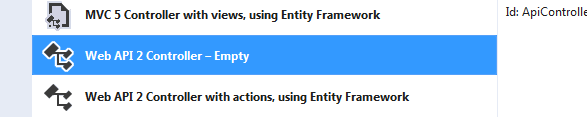 MVC 5 Controller with views, using Entity Framework
Id: ApiControlle
Web API 2 Controller – Empty
Web API 2 Controller with actions, using Entity Framework